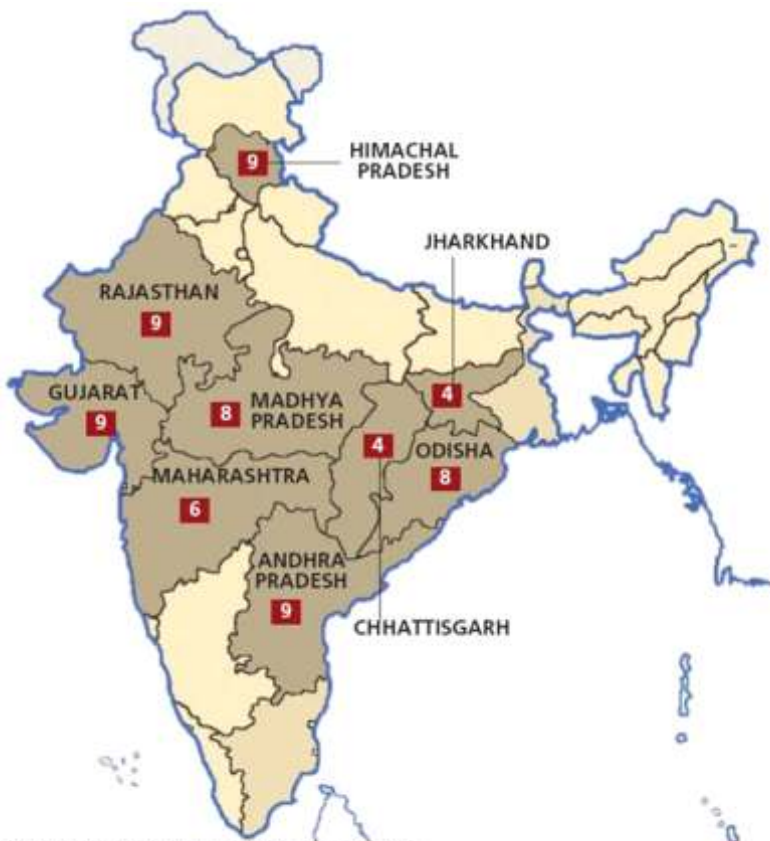 9
HIMACHAL
PRADESH
JHARKHAND
RAJASTHAN
9
GUJARAT
9
8
MADHYA
PRADESH
4
4
ODISHA
8
MAHARASHTRA
6
ANDHRA
PRADESH
9
CHHATTISGARH